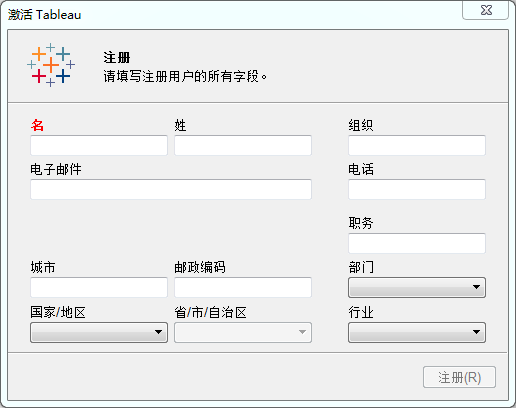 激活 Tableau
注册
请填写注册用户的所有字段。
名 姓 组织
电子邮件 电话
职务
城市 邮政编码 部门
国家/地区 省/市/自治区 行业
注册(R)